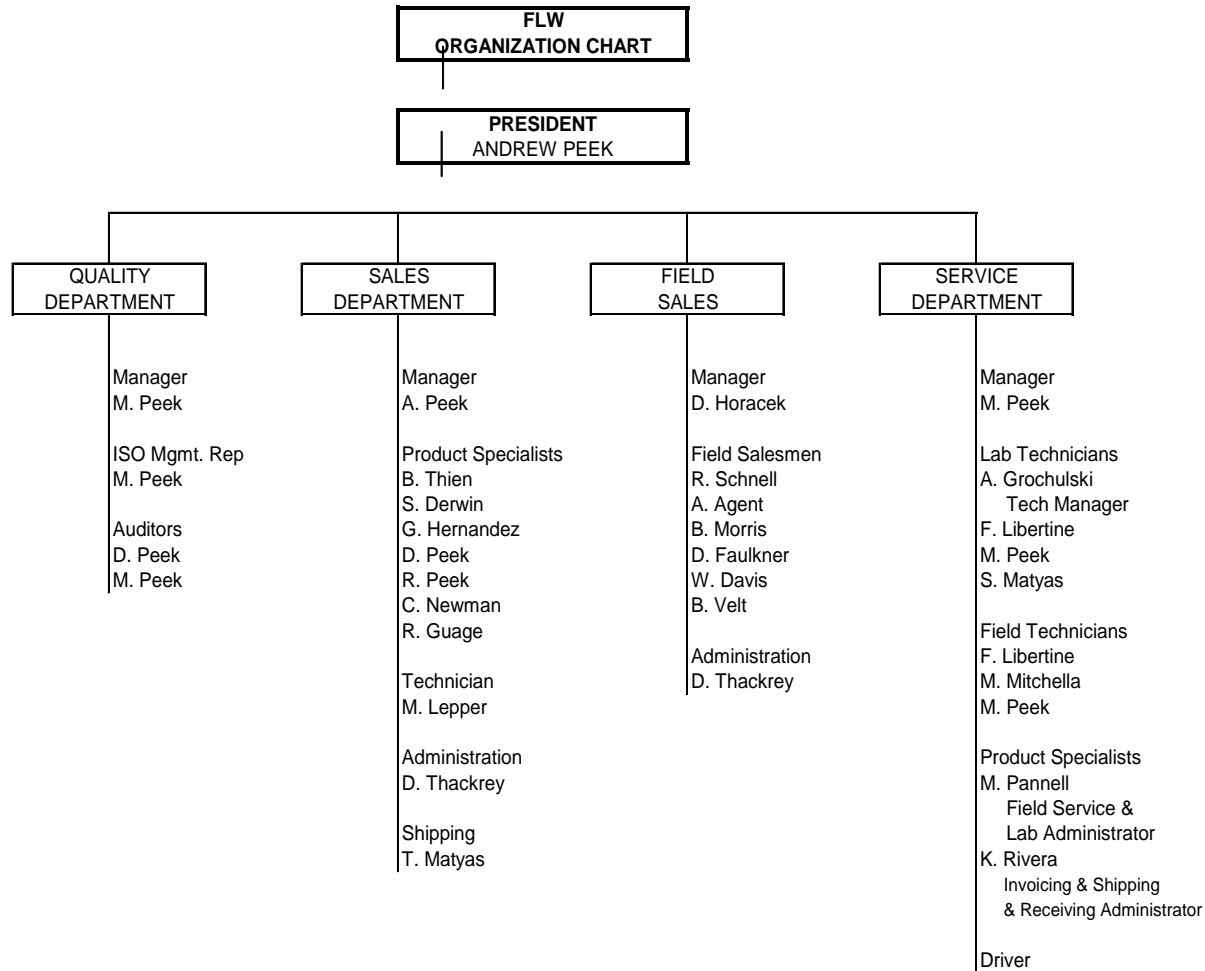 FLW
ORGANIZATION CHART
PRESIDENT
ANDREW PEEK
QUALITY
DEPARTMENT
Manager
M. Peek
ISO Mgmt. Rep
M. Peek
Auditors
D. Peek
M. Peek
SALES
DEPARTMENT
Manager
A. Peek
Product Specialists
B. Thien
S. Derwin
G. Hernandez
D. Peek
R. Peek
C. Newman
R. Guage
Technician
M. Lepper
Administration
D. Thackrey
Shipping
T. Matyas
FIELD
SALES
Manager
D. Horacek
Field Salesmen
R. Schnell
A. Agent
B. Morris
D. Faulkner
W. Davis
B. Velt
Administration
D. Thackrey
SERVICE
DEPARTMENT
Manager
M. Peek
Lab Technicians
A. Grochulski
Tech Manager
F. Libertine
M. Peek
S. Matyas
Field Technicians
F. Libertine
M. Mitchella
M. Peek
Product Specialists
M. Pannell
Field Service &
Lab Administrator
K. Rivera
Invoicing & Shipping
& Receiving Administrator
Driver